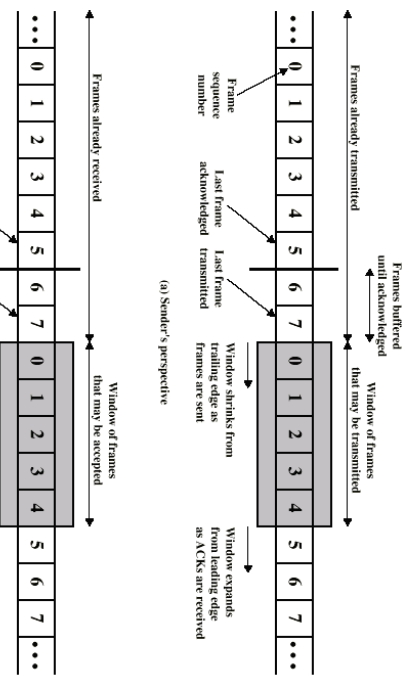 Frames buffered
until acknowledged
Frames already transmitted
Window of frames
that may be transmitted
••• 0 1 2 3 4 5 6 7 0 1 2 3 4 5 6 7 •••
Frame
sequence
number
Last frame
acknowledged
Last frame
transmitted
Window shrinks from
trailing edge as
frames are sent
Window expands
from leading edge
as ACKs are received
(a) Sender's perspective
Frames already received
Window of frames
that may be accepted
••• 0 1 2 3 4 5 6 7 0 1 2 3 4 5 6 7 •••